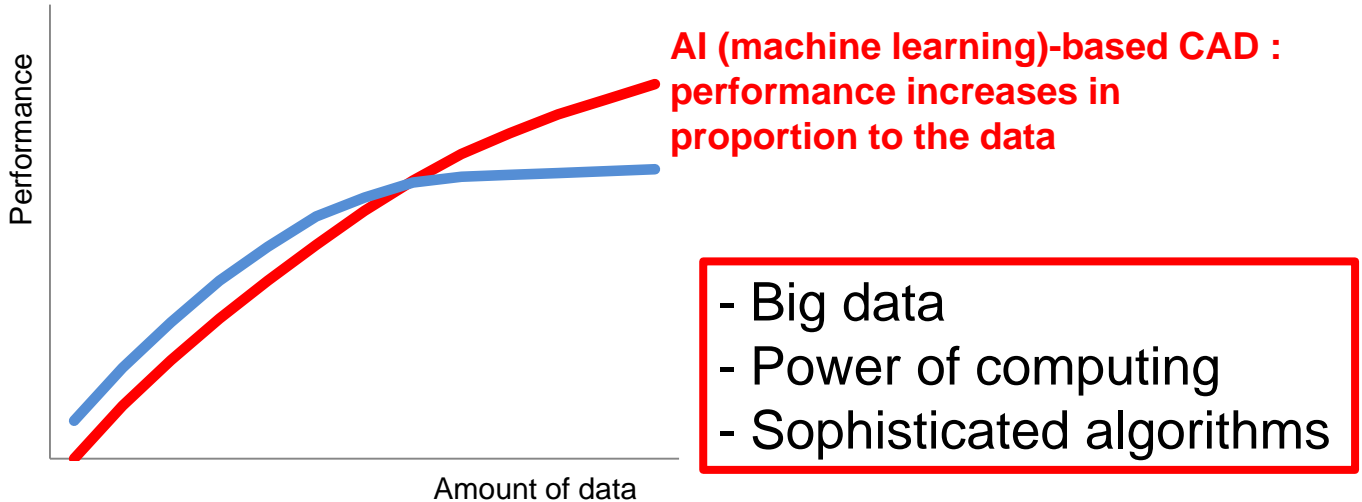 Performance
AI (machine learning)-based CAD :
performance increases in
proportion to the data
- Big data
- Power of computing
- Sophisticated algorithms
Amount of data